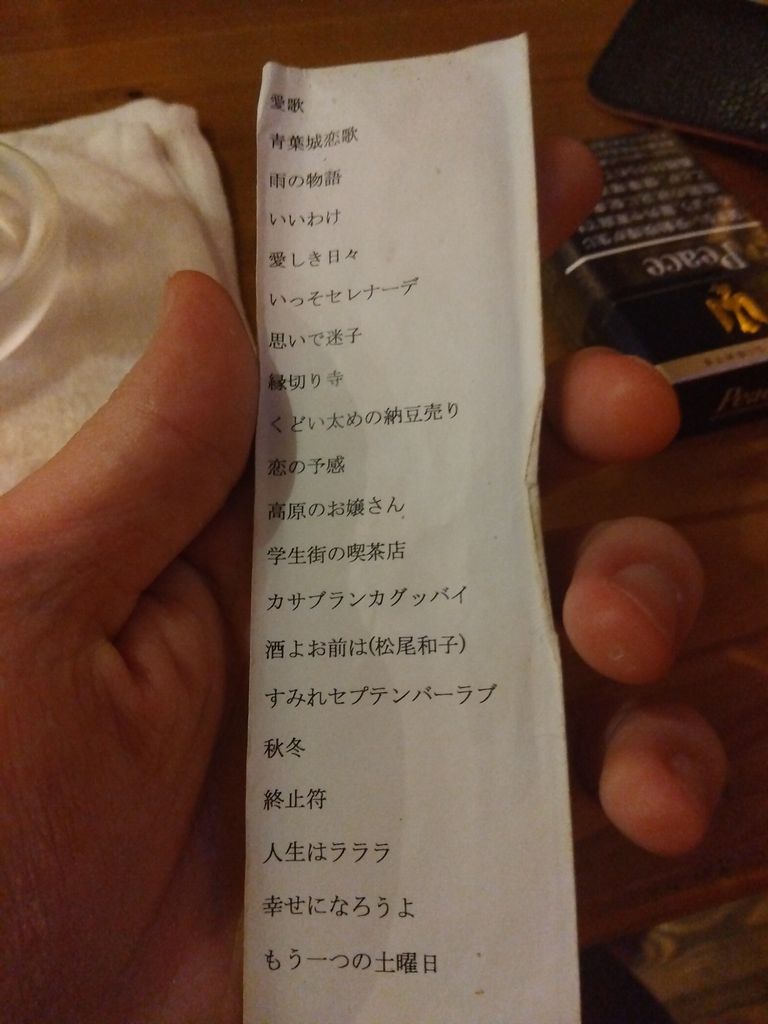 愛歌
青葉城恋歌
雨の物語
いいわけ
愛しき日々
いっそセレナーデ
思いで迷子
縁切り寺
くどい太めの納豆売り
恋の予感
高原のお嬢さん
学生街の喫茶店
カサブランカグッバイ
酒よお前は(松尾和子)
すみれセプテンバーラブ
秋冬
終止符
人生はラララ
幸せになろうよ
もう一つの土曜日
Peace